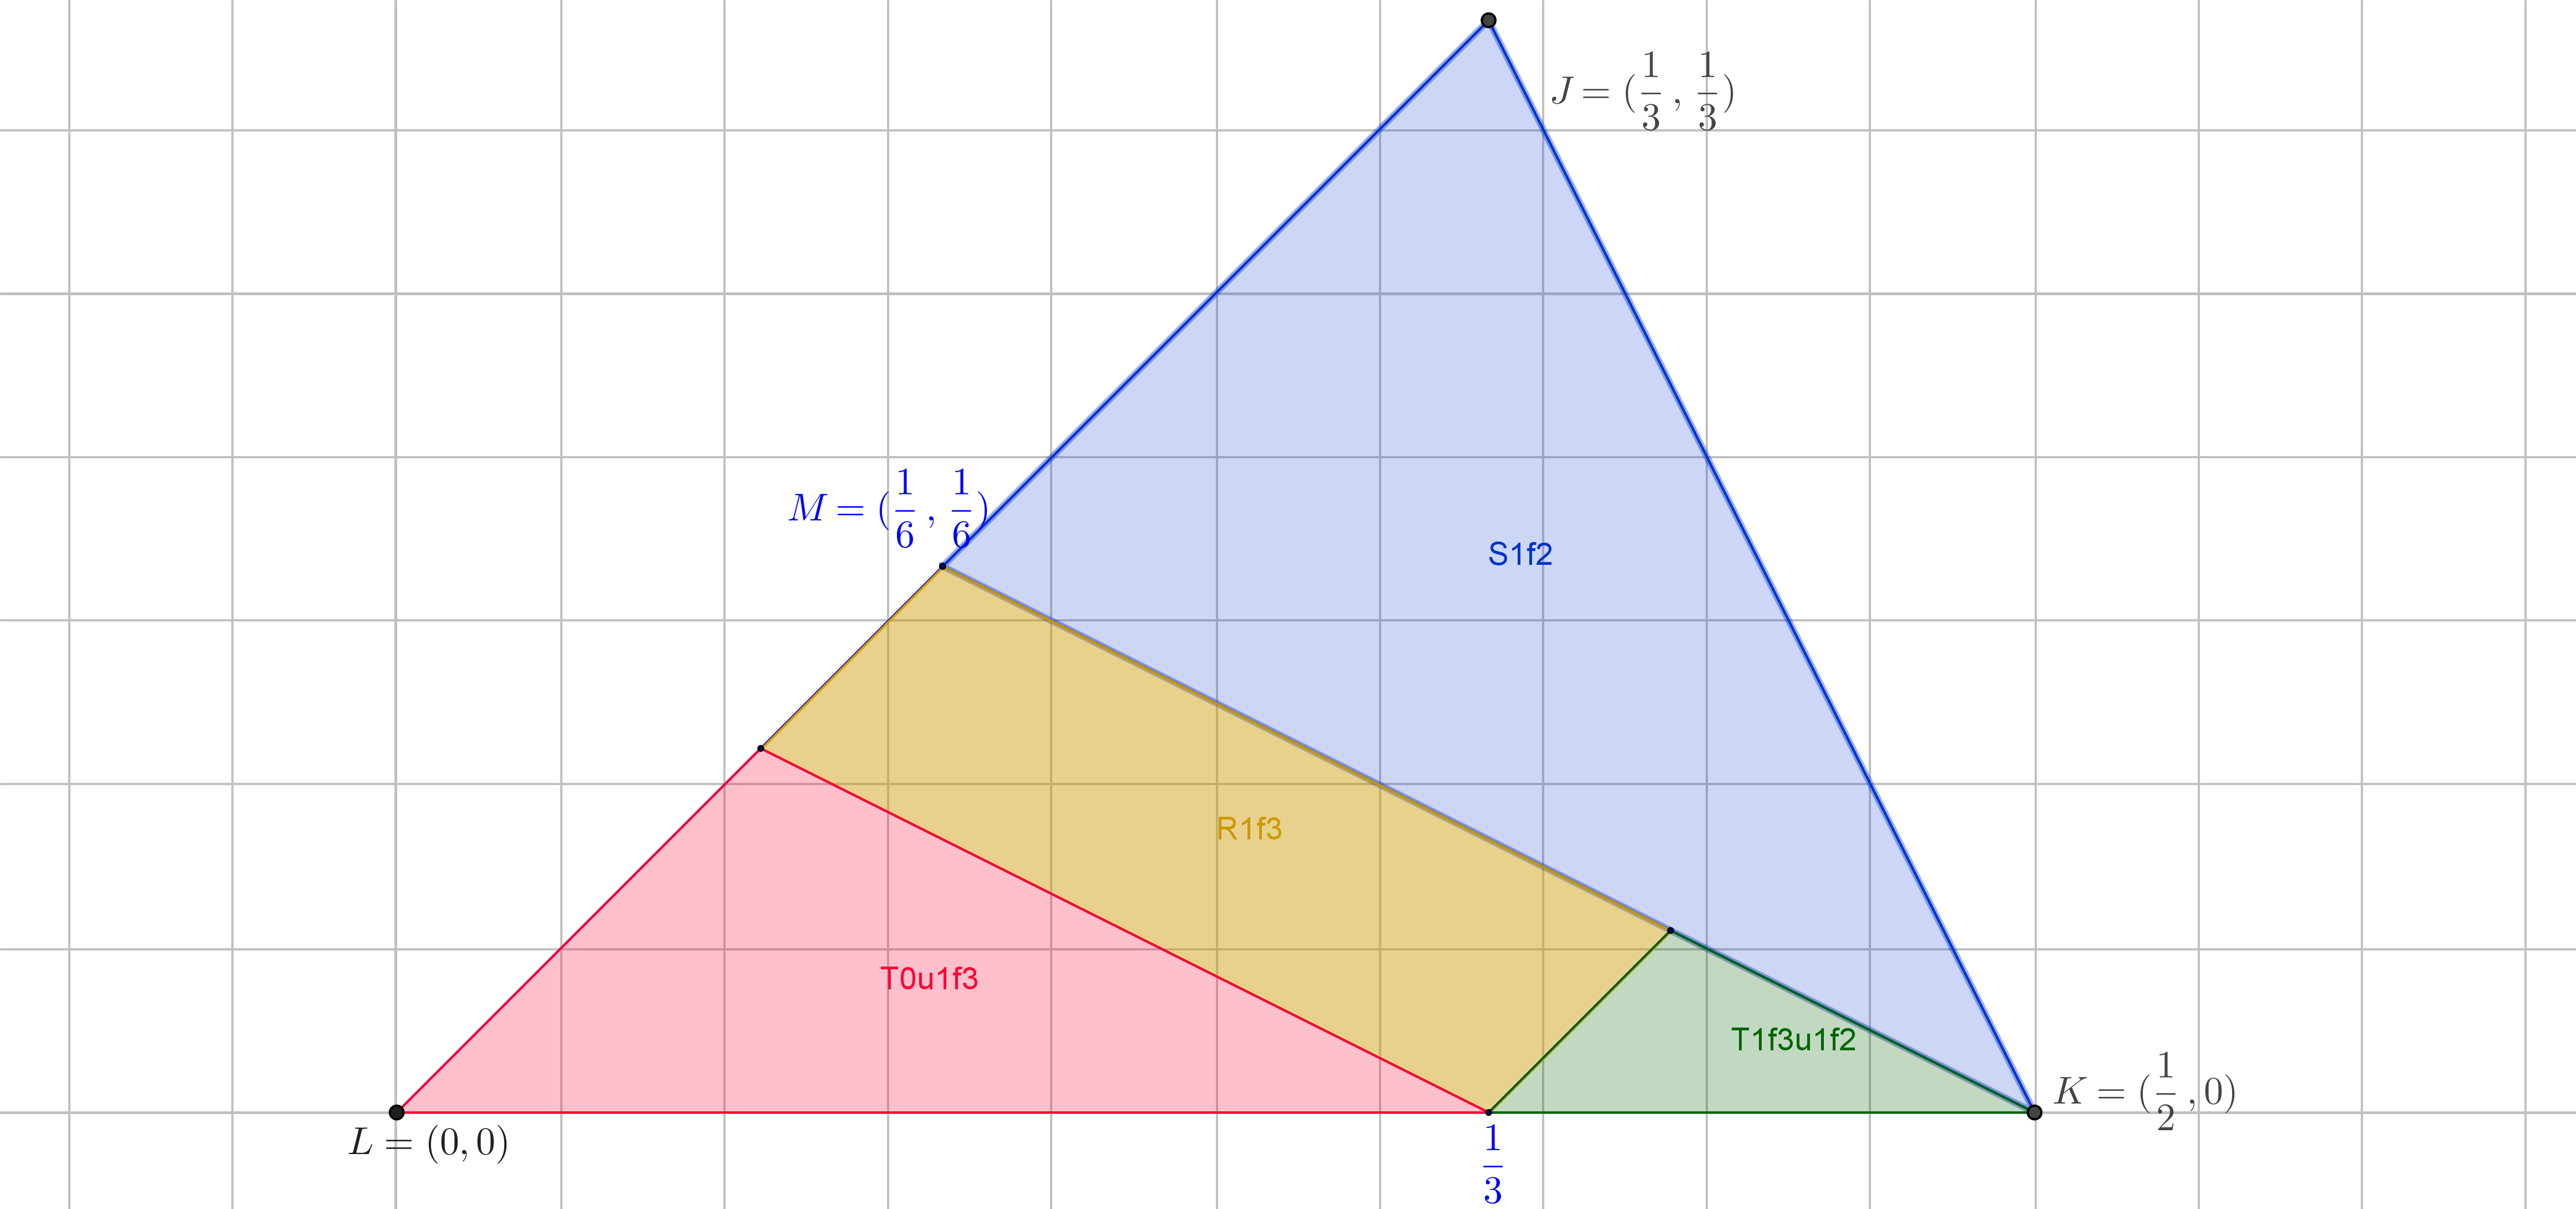 J = (1/3, 1/3)
M = (1/6, 1/6)
S1f2
R1f3
T0u1f3
T1f3u1f2
K = (1/2, 0)
L = (0, 0)
1/3